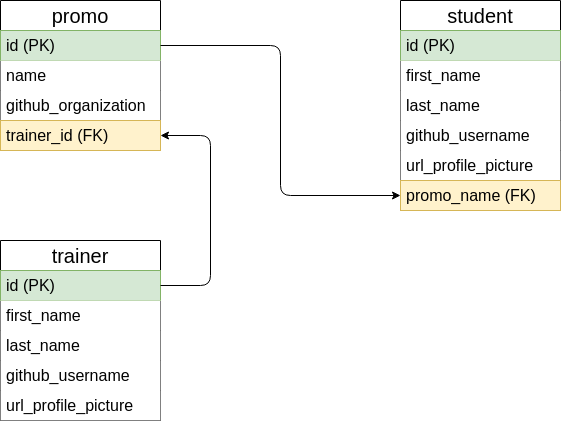 promo
id (PK)
name
github_organization
trainer_id (FK)
student
id (PK)
first_name
last_name
github_username
url_profile_picture
promo_name (FK)
trainer
id (PK)
first_name
last_name
github_username
url_profile_picture